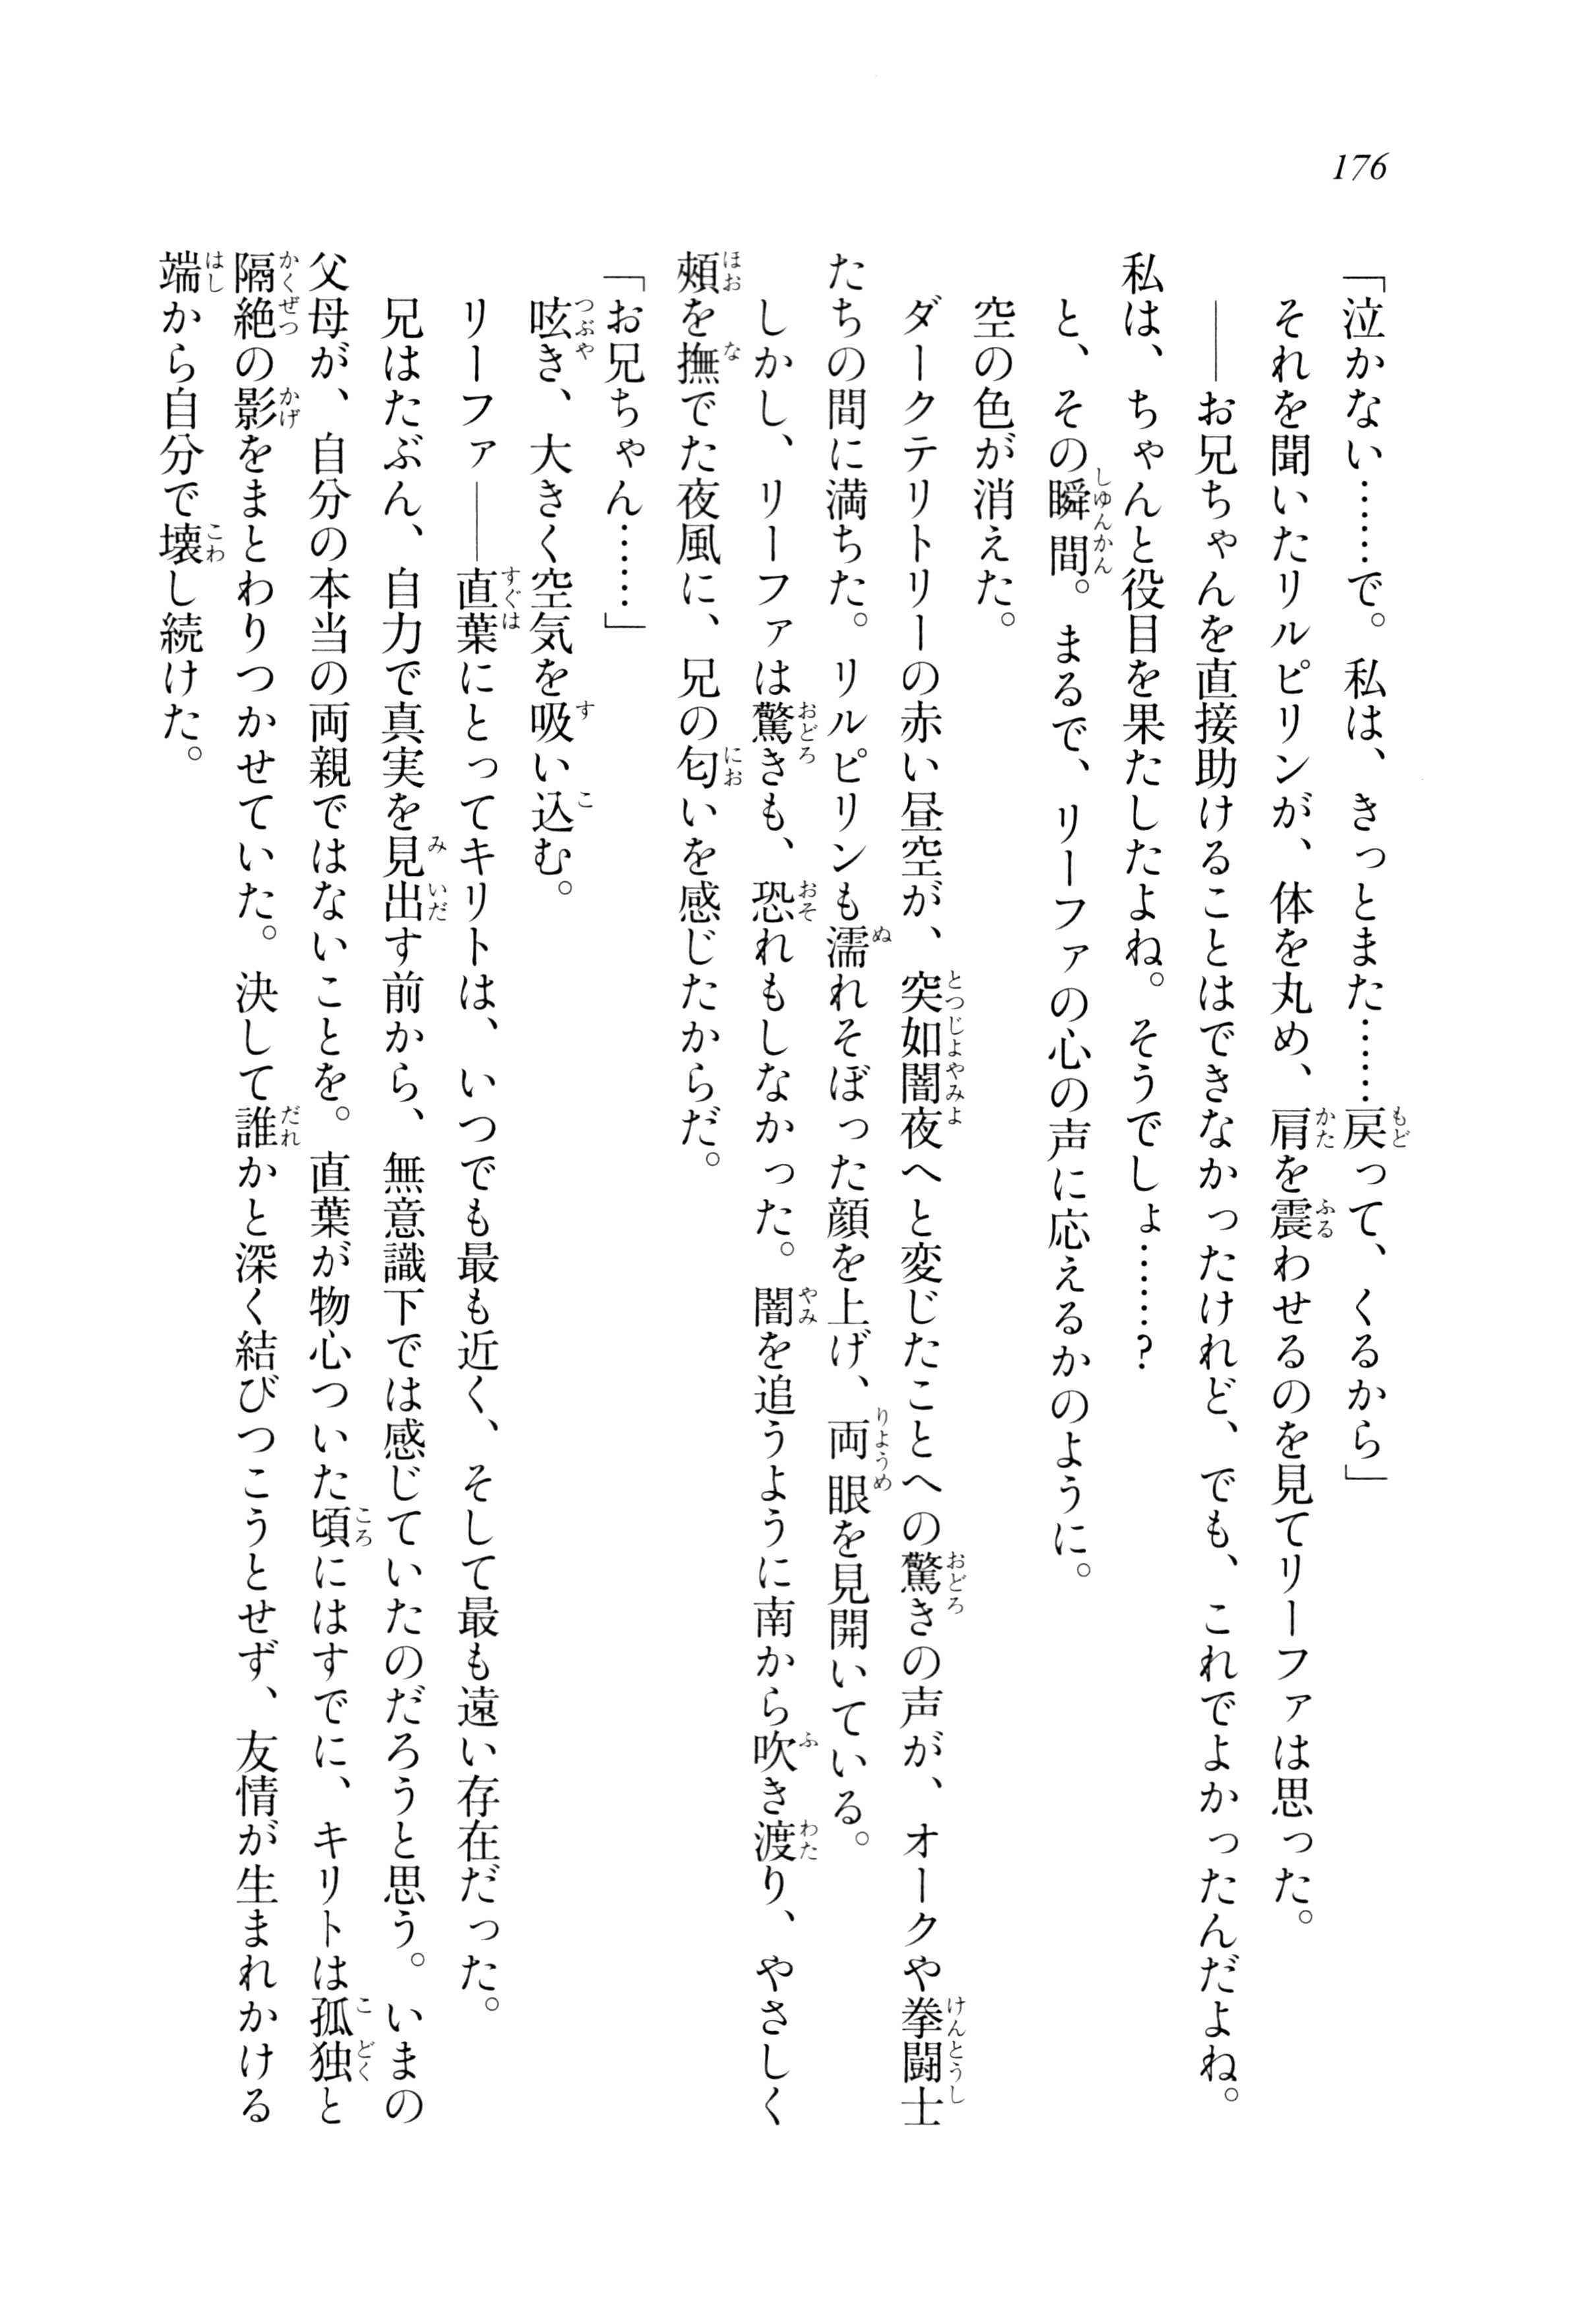 176
「泣かない……で。私は、きっとまた……戻って、くるから」
それを聞いたリルピリンが、体を丸め、肩を震わせるのを見てリーファは思った。
――お兄ちゃんを直接助けることはできなかったけれど、でも、これでよかったんだよね。
私は、ちゃんと役目を果たしたよね。そうでしょ……？
と、その瞬間。まるで、リーファの心の声に応えるかのように。
空の色が消えた。
ダークテリトリーの赤い昼空が、突如闇夜へと変じたことへの驚きの声が、オークや拳闘士
たちの間に満ちた。リルピリンも濡れそぼった顔を上げ、両眼を見開いている。
しかし、リーファは驚きも、恐れもしなかった。闇を追うように南から吹き渡り、やさしく
頰を撫でた夜風に、兄の匂いを感じたからだ。
「お兄ちゃん……」
呟き、大きく空気を吸い込む。
リーファ――直葉にとってキリトは、いつでも最も近く、そして最も遠い存在だった。
兄はたぶん、自力で真実を見出す前から、無意識下では感じていたのだろうと思う。いまの
父母が、自分の本当の両親ではないことを。直葉が物心ついた頃にはすでに、キリトは孤独と
隔絶の影をまとわりつかせていた。決して誰かと深く結びつこうとせず、友情が生まれかける
端から自分で壊し続けた。